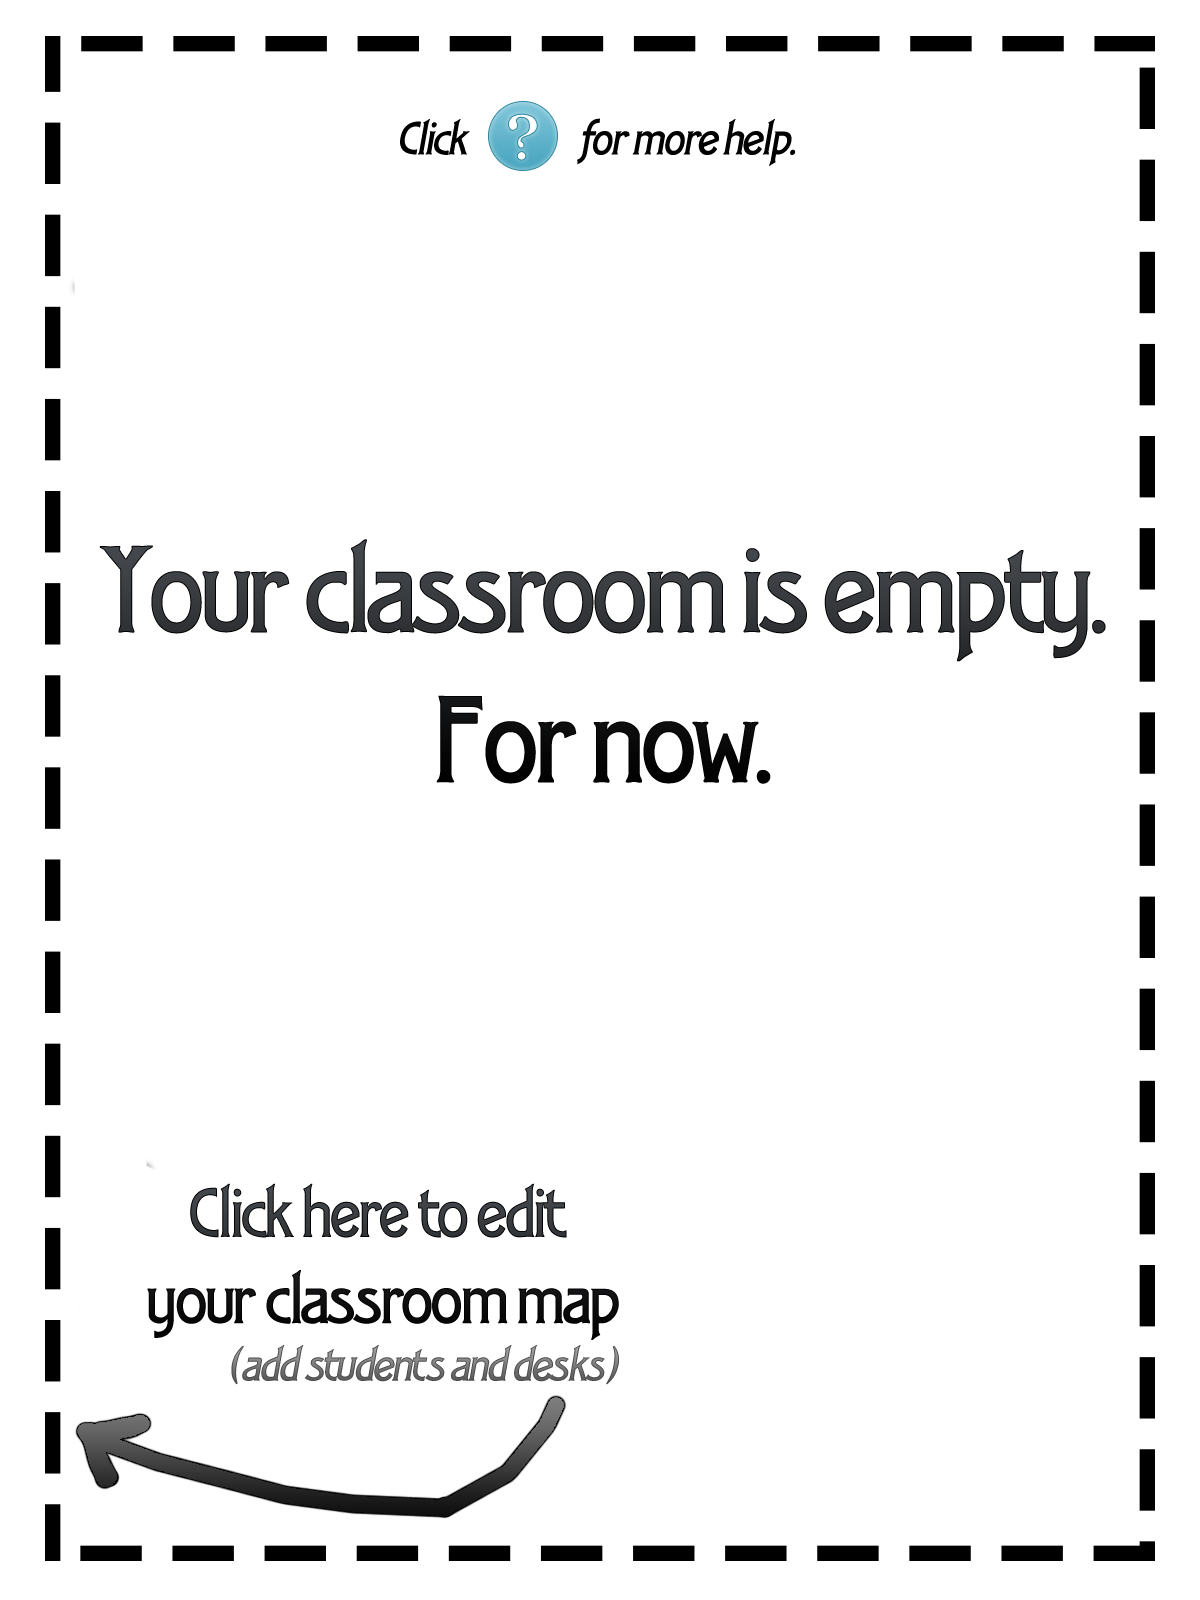 Click ? for more help.
Your classroom is empty.
For now.
Click here to edit
your classroom map
(add students and desks)